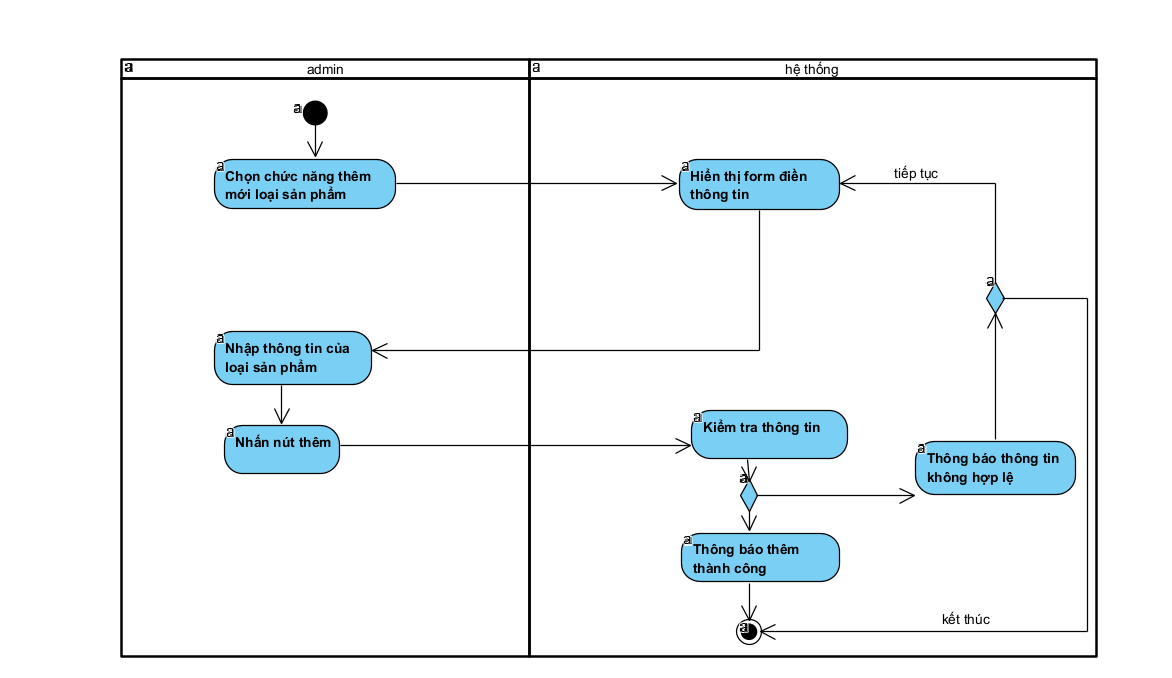 a
admin
a
hệ thống
a
a
Chọn chức năng thêm
mới loại sản phẩm
a
Hiển thị form điền
thông tin
tiếp tục
a
a
Nhập thông tin của
loại sản phẩm
a
Nhấn nút thêm
a
Kiểm tra thông tin
a
Thông báo thông tin
không hợp lệ
a
a
Thông báo thêm
thành công
a
kết thúc